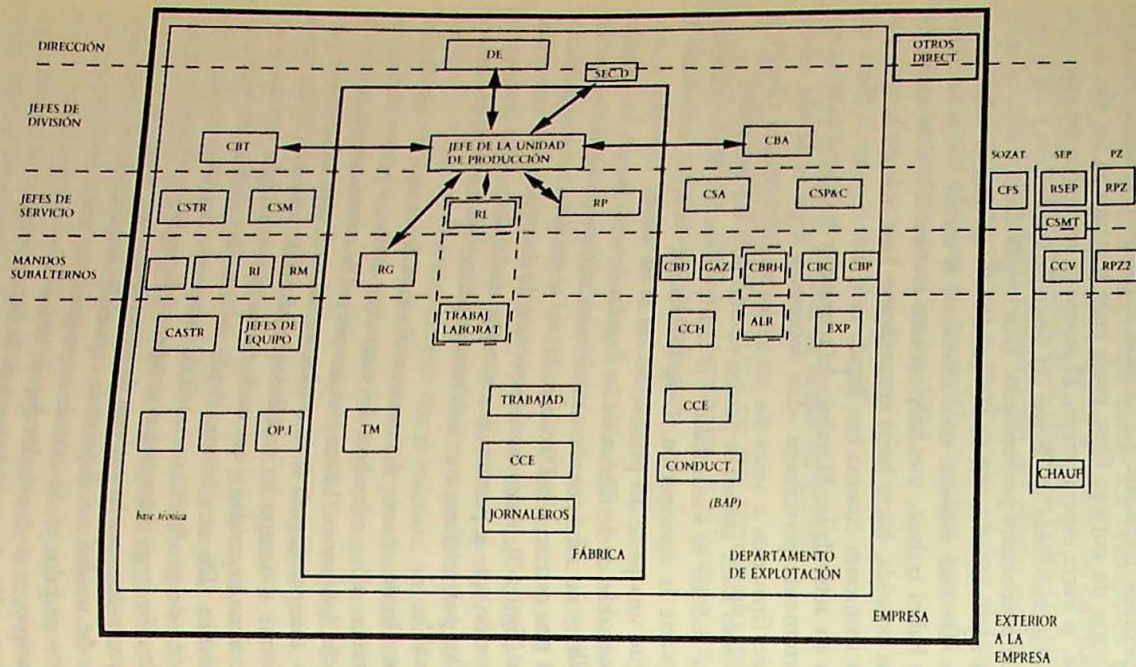 DIRECCIÓN
DE
OTROS
DIRECT.
SEC D
JEFES DE
DIVISIÓN
CBT
JEFE DE LA UNIDAD
DE PRODUCCIÓN
CBA
SOZAT
SEP
PZ
JEFES DE
SERVICIO
CSTR
CSM
RL
RP
CSA
CSP&C
CFS
RSEP
RPZ
CSMT
MANDOS
SUBALTERNOS
RI
RM
RG
CBD
GAZ
CBRH
CBC
CBP
CCV
RPZ2
CASTR
JEFES DE
EQUIPO
TRABAJ.
LABORAT
CCH
ALR
EXP
TRABAJAD
CCE
OP.I
TM
CCE
CONDUCT.
CHAUF
(BAP)
JORNALEROS
base técnica
FÁBRICA
DEPARTAMENTO
DE EXPLOTACIÓN
EMPRESA
EXTERIOR
A LA
EMPRESA